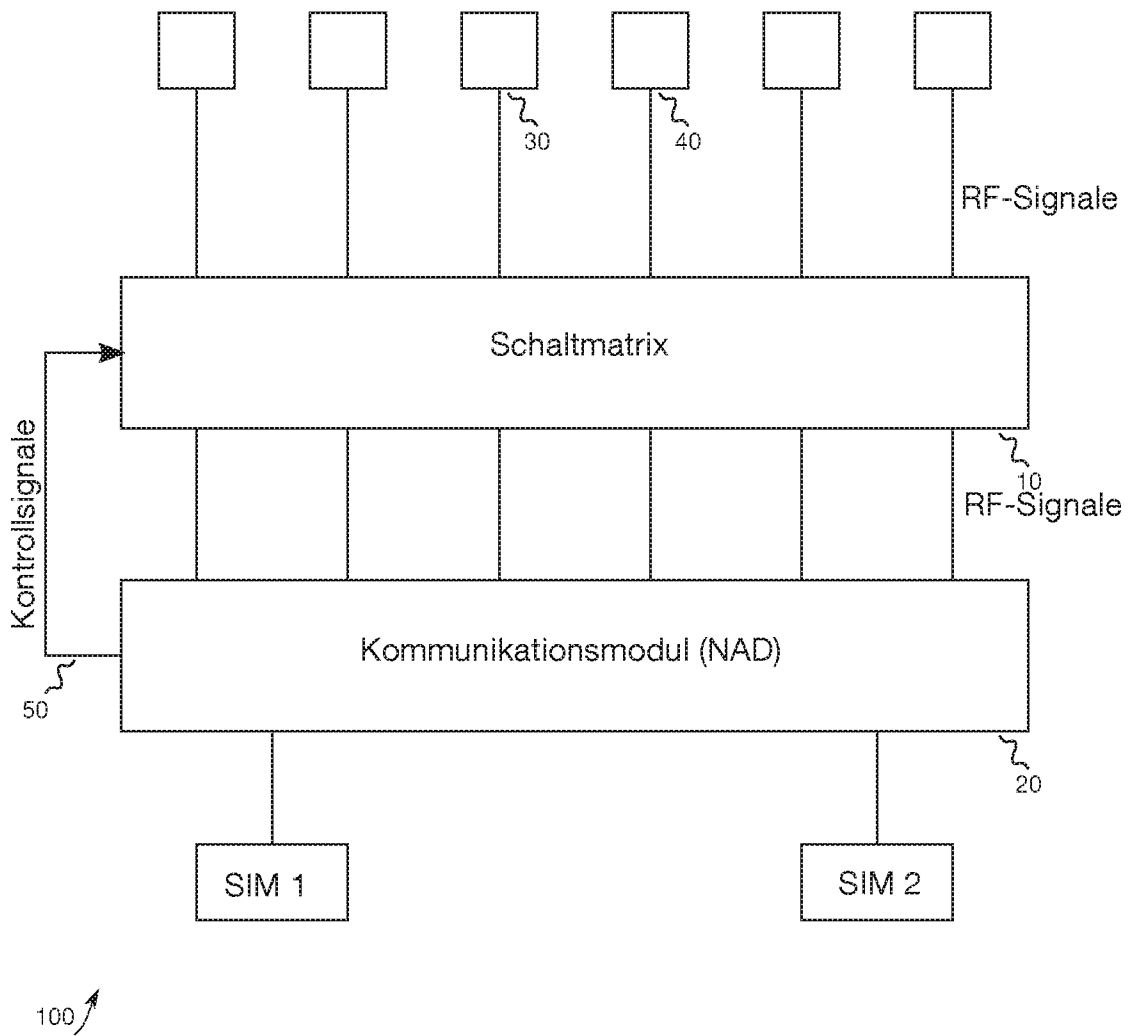 30
40
RF-Signale
Schaltmatrix
Kontrollsignale
10
RF-Signale
Kommunikationsmodul (NAD)
50
20
SIM 1
SIM 2
100